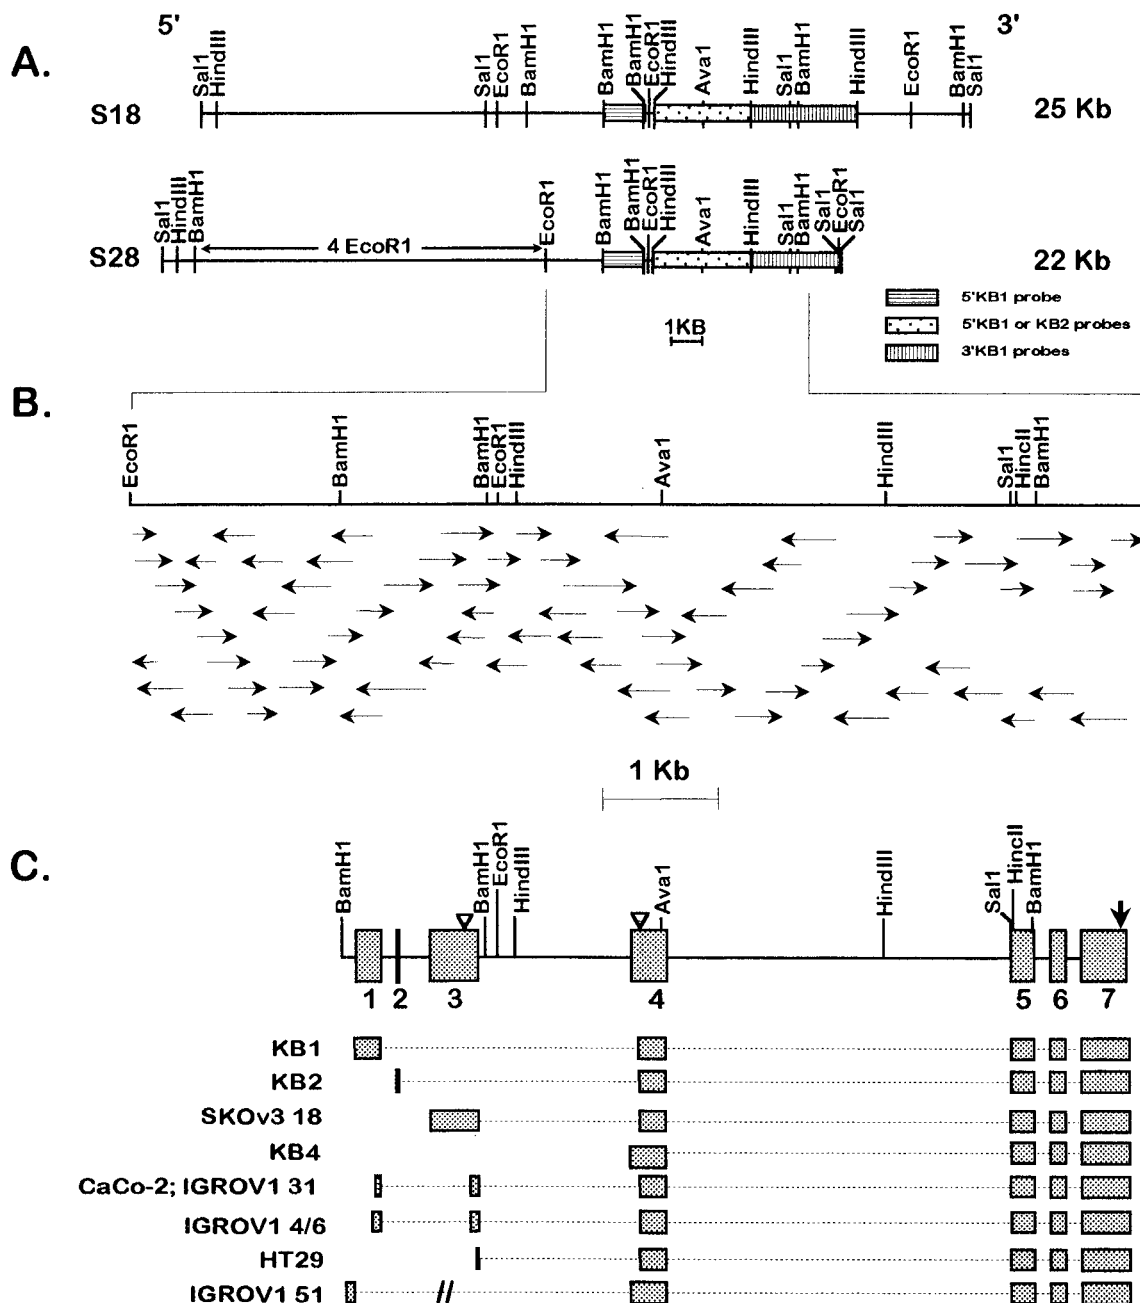 5' 3'
A.
Sal1 HindIII Sal1 EcoR1 BamH1 BamH1 BamH1 EcoR1 HindIII Ava1 HindIII Sal1 BamH1 HindIII EcoR1 BamH1 Sal1
S18 25 Kb
Sal1 HindIII BamH1 EcoR1 BamH1 BamH1 EcoR1 HindIII Ava1 HindIII Sal1 BamH1 Sal1 EcoR1 Sal1
4 EcoR1
S28 22 Kb
5'KB1 probe
5'KB1 or KB2 probes
3'KB1 probes
1KB
B.
EcoR1 BamH1 BamH1 EcoR1 HindIII Ava1 HindIII Sal1 HincII BamH1
1 Kb
C.
BamH1 BamH1 EcoR1 HindIII Ava1 HindIII Sal1 HincII BamH1
1 2 3 4 5 6 7
KB1
KB2
SKOv3 18
KB4
CaCo-2; IGROV1 31
IGROV1 4/6
HT29
IGROV1 51